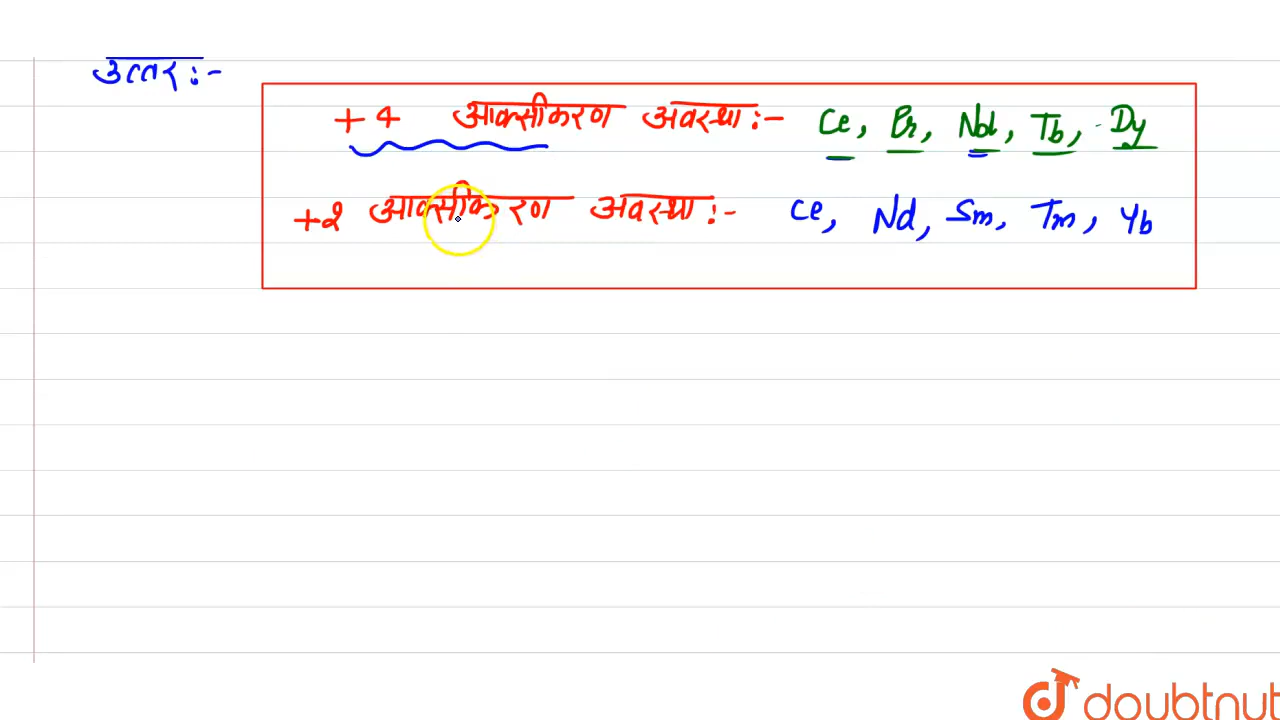 उत्तर :-
+4 आक्सीकरण अवस्था :- Ce, Pr, Nd, Tb, Dy
+2 आक्सीकरण अवस्था :- Ce, Nd, Sm, Tm, Yb
doubtnut